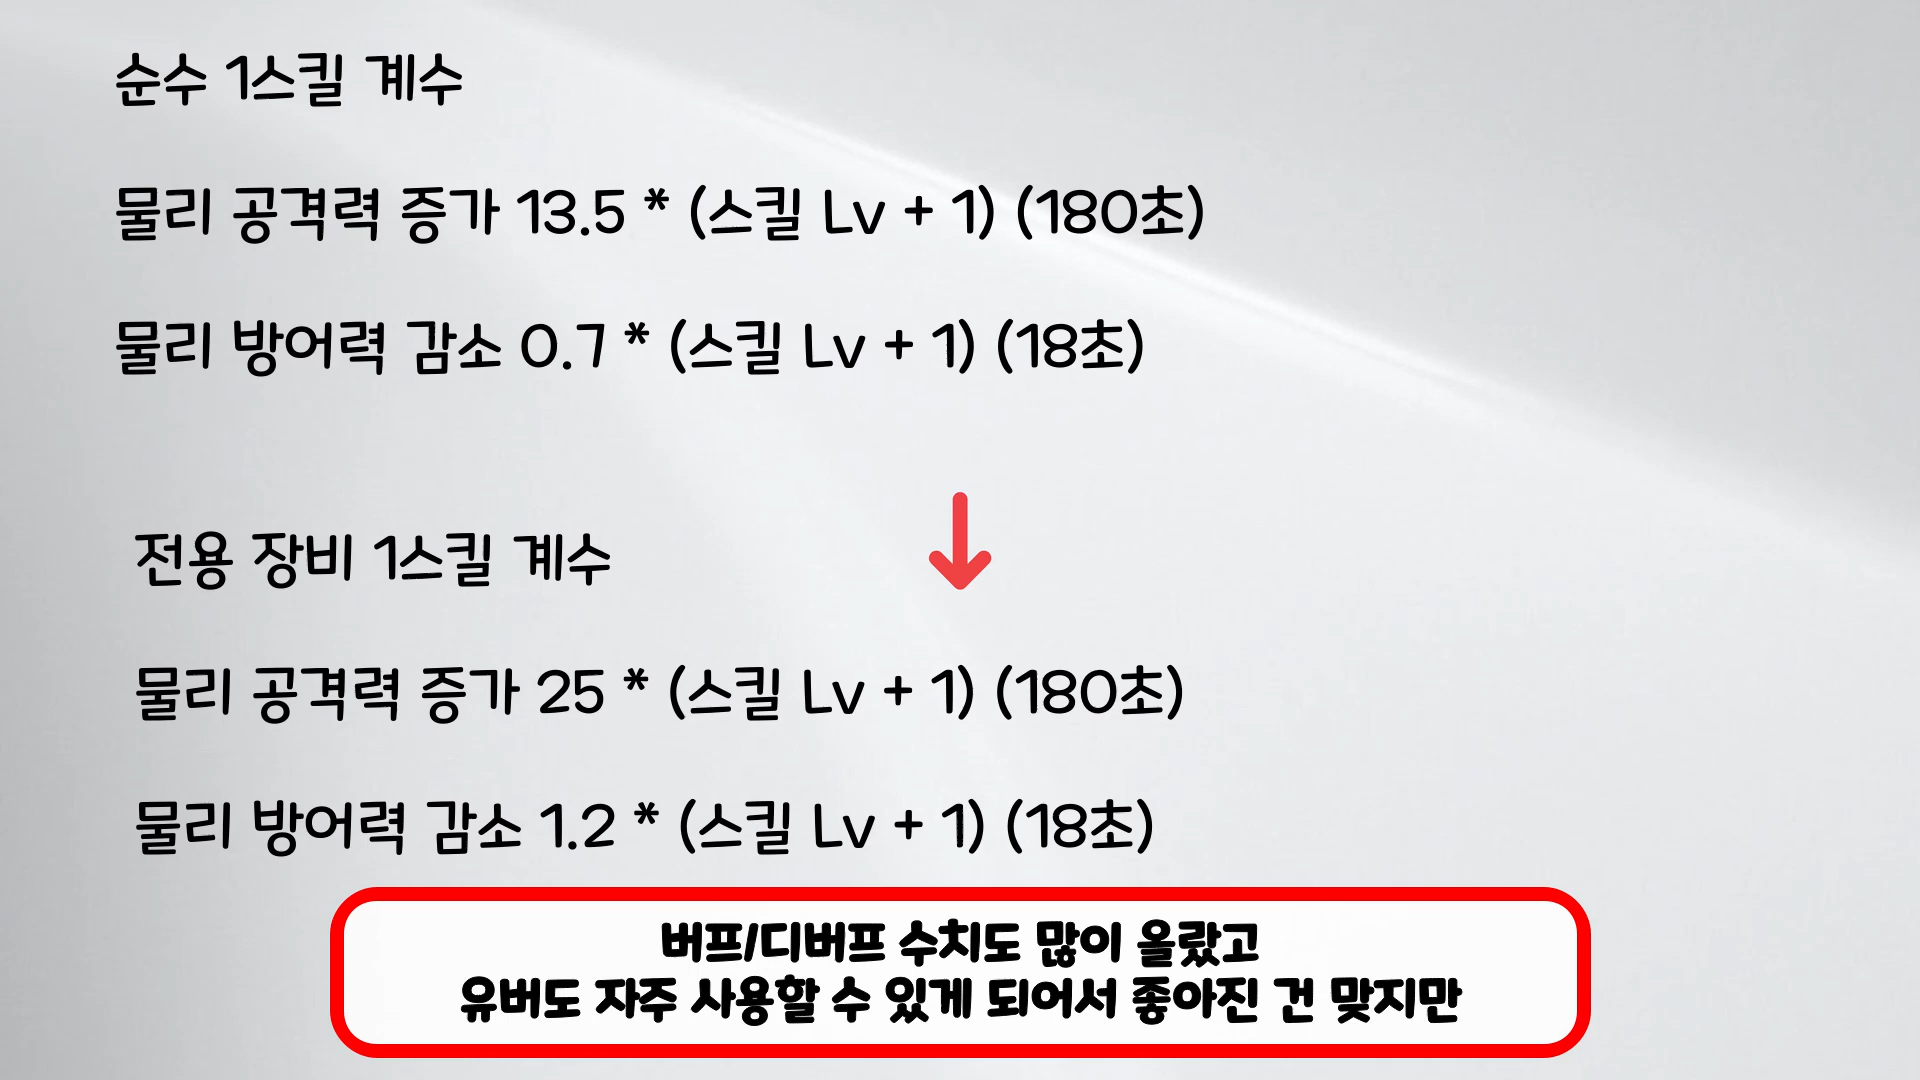 순수 1스킬 계수
물리 공격력 증가 13.5 * (스킬 Lv + 1) (180초)
물리 방어력 감소 0.7 * (스킬 Lv + 1) (18초)
전용 장비 1스킬 계수
물리 공격력 증가 25 * (스킬 Lv + 1) (180초)
물리 방어력 감소 1.2 * (스킬 Lv + 1) (18초)
버프/디버프 수치도 많이 올랐고
유버도 자주 사용할 수 있게 되어서 좋아진 건 맞지만